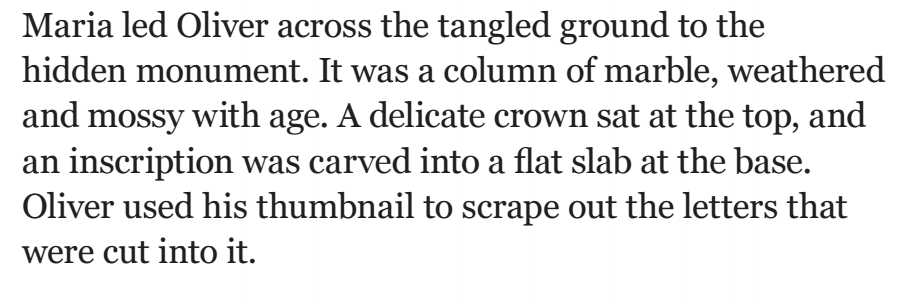 Maria led Oliver across the tangled ground to the
hidden monument. It was a column of marble, weathered
and mossy with age. A delicate crown sat at the top, and
an inscription was carved into a flat slab at the base.
Oliver used his thumbnail to scrape out the letters that
were cut into it.